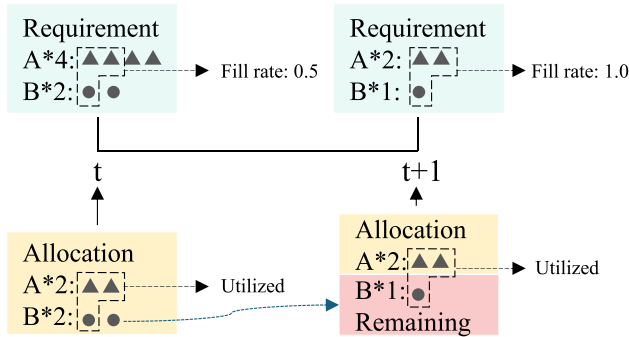 Requirement
A*4:
B*2:
Fill rate: 0.5
Requirement
A*2:
B*1:
Fill rate: 1.0
t
t+1
Allocation
A*2:
B*2:
Utilized
Allocation
A*2:
B*1:
Remaining
Utilized